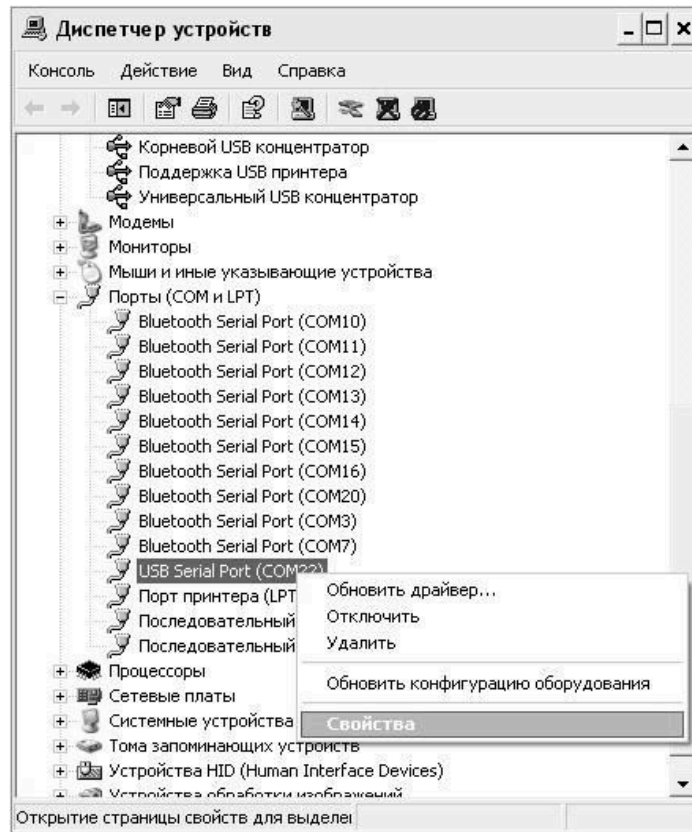 Диспетчер устройств
Консоль Действие Вид Справка
Корневой USB концентратор
Поддержка USB принтера
Универсальный USB концентратор
Модемы
Мониторы
Мыши и иные указывающие устройства
Порты (COM и LPT)
Bluetooth Serial Port (COM10)
Bluetooth Serial Port (COM11)
Bluetooth Serial Port (COM12)
Bluetooth Serial Port (COM13)
Bluetooth Serial Port (COM14)
Bluetooth Serial Port (COM15)
Bluetooth Serial Port (COM16)
Bluetooth Serial Port (COM20)
Bluetooth Serial Port (COM3)
Bluetooth Serial Port (COM7)
USB Serial Port
Порт принтера (LPT
Последовательный
Последовательный
Обновить драйвер...
Отключить
Удалить
Обновить конфигурацию оборудования
Свойства
Процессоры
Сетевые платы
Системные устройства
Тома запоминающих устройств
Устройства HID (Human Interface Devices)
Устройства обработки изображений
Открытие страницы свойств для